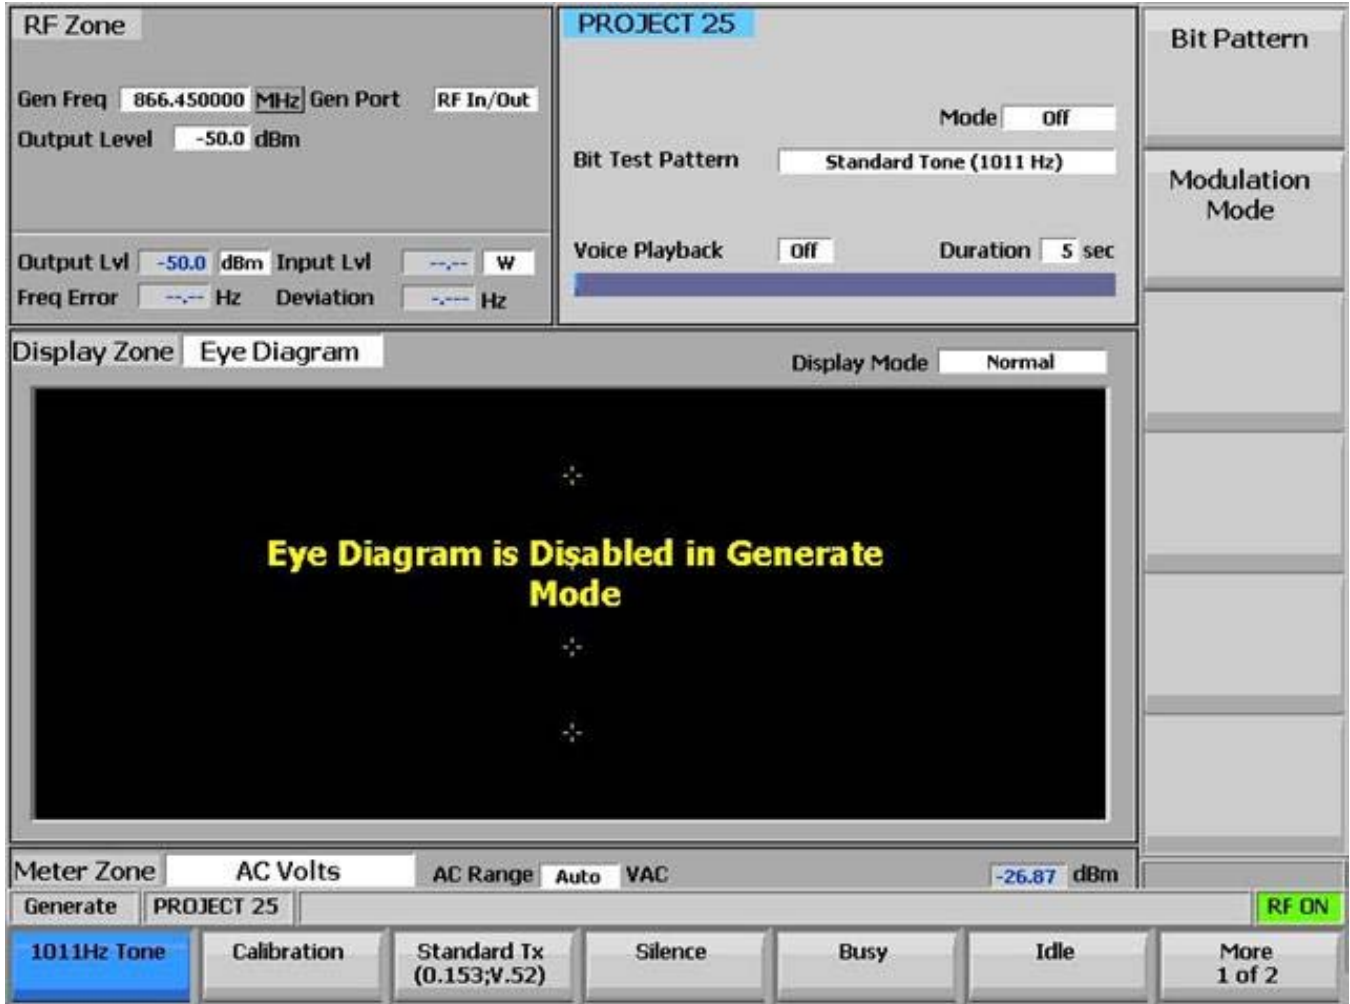 RF Zone
Gen Freq 866.450000 MHz Gen Port RF In/Out
Output Level -50.0 dBm
Output Lvl -50.0 dBm Input Lvl --.-- W
Freq Error --.-- Hz Deviation -.--- Hz
PROJECT 25
Mode Off
Bit Test Pattern Standard Tone (1011 Hz)
Voice Playback Off Duration 5 sec
Bit Pattern
Modulation
Mode
Display Zone Eye Diagram Display Mode Normal
Eye Diagram is Disabled in Generate
Mode
Meter Zone AC Volts AC Range Auto VAC -26.87 dBm
Generate PROJECT 25 RF ON
1011Hz Tone
Calibration
Standard Tx
(0.153;V.52)
Silence
Busy
Idle
More
1 of 2